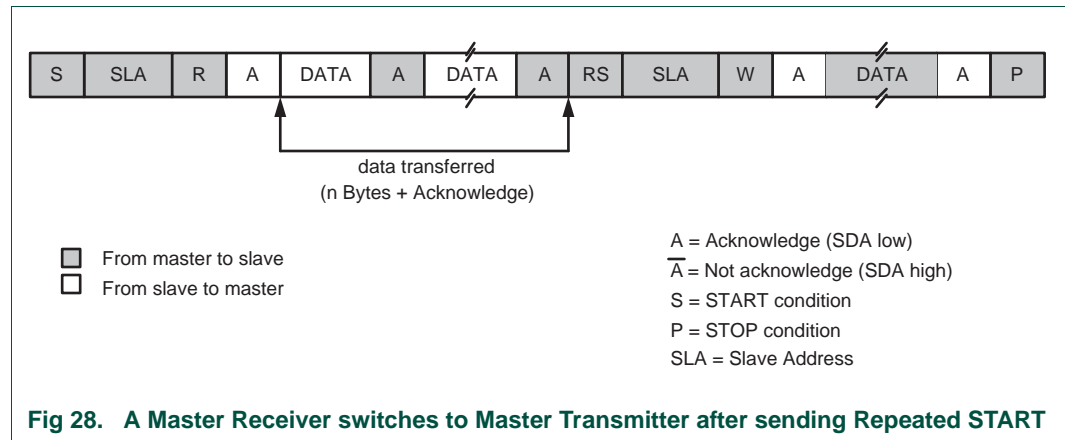 S SLA R A DATA A DATA A RS SLA W A DATA A P
data transferred
(n Bytes + Acknowledge)
From master to slave
From slave to master
A = Acknowledge (SDA low)
A̅ = Not acknowledge (SDA high)
S = START condition
P = STOP condition
SLA = Slave Address
Fig 28. A Master Receiver switches to Master Transmitter after sending Repeated START